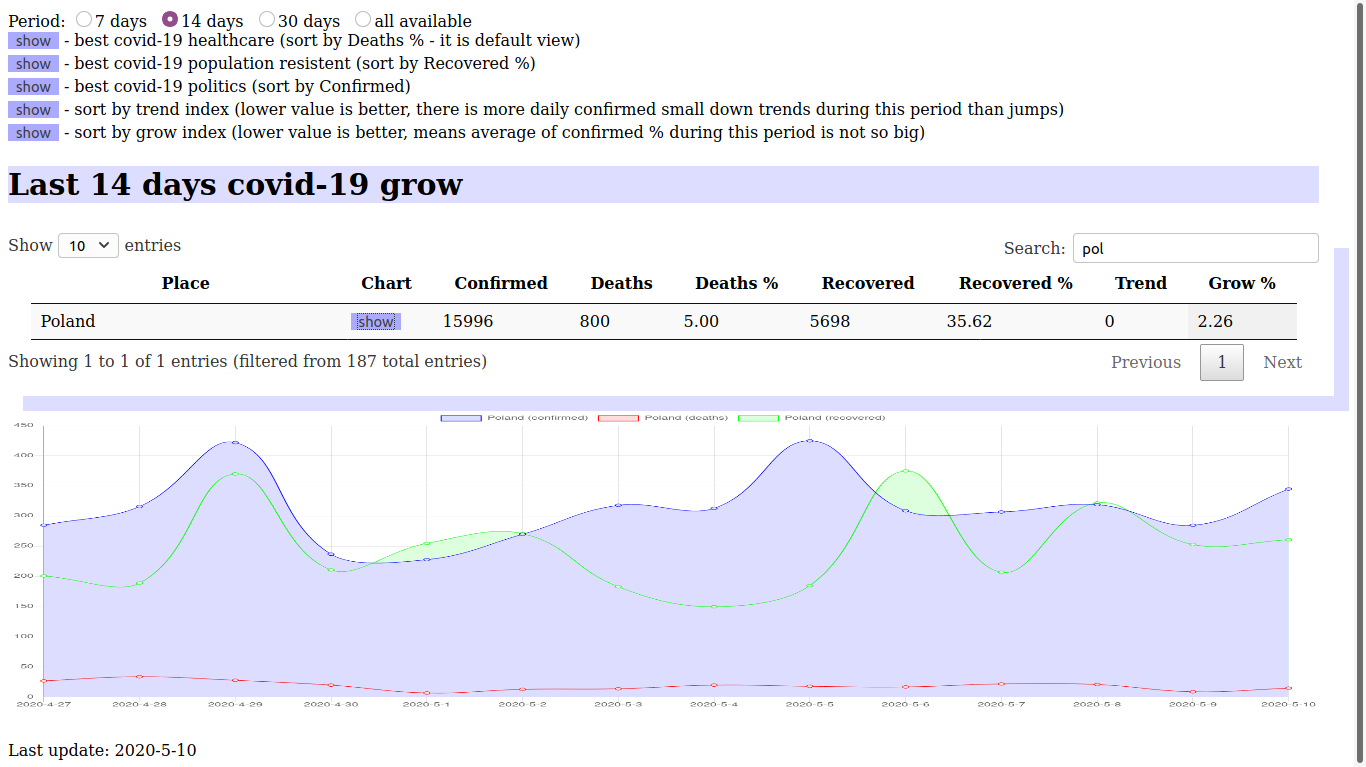 Period: 7 days 14 days 30 days all available
show - best covid-19 healthcare (sort by Deaths % - it is default view)
show - best covid-19 population resistent (sort by Recovered %)
show - best covid-19 politics (sort by Confirmed)
show - sort by trend index (lower value is better, there is more daily confirmed small down trends during this period than jumps)
show - sort by grow index (lower value is better, means average of confirmed % during this period is not so big)
Last 14 days covid-19 grow
Show 10 entries Search: pol
Place Chart Confirmed Deaths Deaths % Recovered Recovered % Trend Grow %
Poland show 15996 800 5.00 5698 35.62 0 2.26
Showing 1 to 1 of 1 entries (filtered from 187 total entries) Previous 1 Next
Poland (confirmed) Poland (deaths) Poland (recovered)
450
400
350
300
250
200
150
100
50
0
2020-4-27 2020-4-28 2020-4-29 2020-4-30 2020-5-1 2020-5-2 2020-5-3 2020-5-4 2020-5-5 2020-5-6 2020-5-7 2020-5-8 2020-5-9 2020-5-10
Last update: 2020-5-10